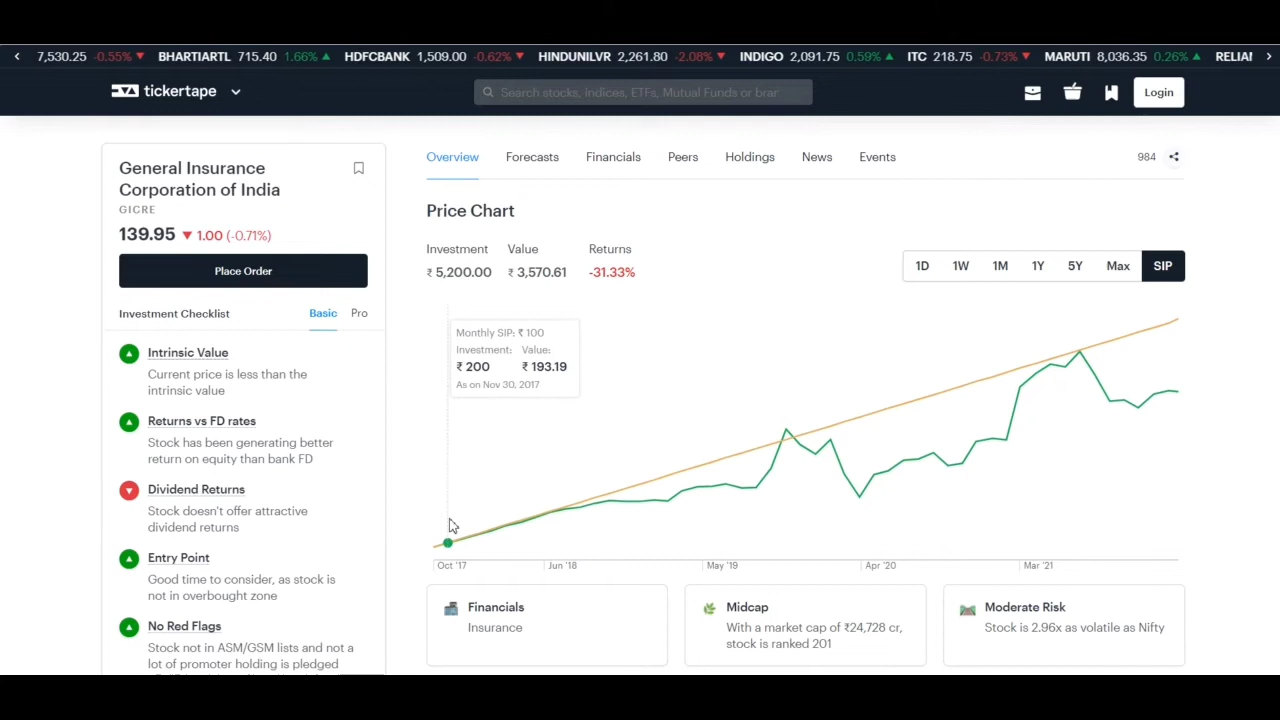 7,530.25 -0.55% ▼ BHARTIARTL 715.40 1.66% ▲ HDFCBANK 1,509.00 -0.62% ▼ HINDUNILVR 2,261.80 -2.08% ▼ INDIGO 2,091.75 0.59% ▲ ITC 218.75 -0.73% ▼ MARUTI 8,036.35 0.26% ▲ RELIAN
tickertape
Search stocks, Indices, ETFs, Mutual Funds or brar
Login
General Insurance
Corporation of India
GICRE
139.95 ▼ 1.00 (-0.71%)
Place Order
Investment Checklist Basic Pro
Intrinsic Value
Current price is less than the
intrinsic value
Returns vs FD rates
Stock has been generating better
return on equity than bank FD
Dividend Returns
Stock doesn't offer attractive
dividend returns
Entry Point
Good time to consider, as stock is
not in overbought zone
No Red Flags
Stock not in ASM/GSM lists and not a
lot of promoter holding is pledged
Overview Forecasts Financials Peers Holdings News Events 984
Price Chart
Investment Value Returns
₹ 5,200.00 ₹ 3,570.61 -31.33%
1D 1W 1M 1Y 5Y Max SIP
Monthly SIP: ₹ 100
Investment: Value:
₹ 200 ₹ 193.19
As on Nov 30, 2017
Oct '17 Jun '18 May '19 Apr '20 Mar '21
Financials
Insurance
Midcap
With a market cap of ₹24,728 cr,
stock is ranked 201
Moderate Risk
Stock is 2.96x as volatile as Nifty